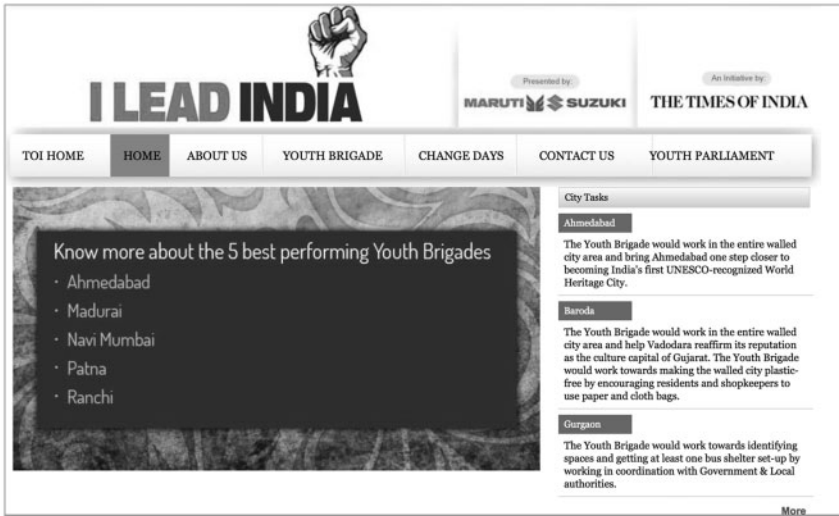 I LEAD INDIA
Presented by:
MARUTI SUZUKI
An Initiative by:
THE TIMES OF INDIA
TOI HOME HOME ABOUT US YOUTH BRIGADE CHANGE DAYS CONTACT US YOUTH PARLIAMENT
Know more about the 5 best performing Youth Brigades
· Ahmedabad
· Madurai
· Navi Mumbai
· Patna
· Ranchi
City Tasks
Ahmedabad
The Youth Brigade would work in the entire walled
city area and bring Ahmedabad one step closer to
becoming India's first UNESCO-recognized World
Heritage City.
Baroda
The Youth Brigade would work in the entire walled
city area and help Vadodara reaffirm its reputation
as the culture capital of Gujarat. The Youth Brigade
would work towards making the walled city plastic-
free by encouraging residents and shopkeepers to
use paper and cloth bags.
Gurgaon
The Youth Brigade would work towards identifying
spaces and getting at least one bus shelter set-up by
working in coordination with Government & Local
authorities.
More